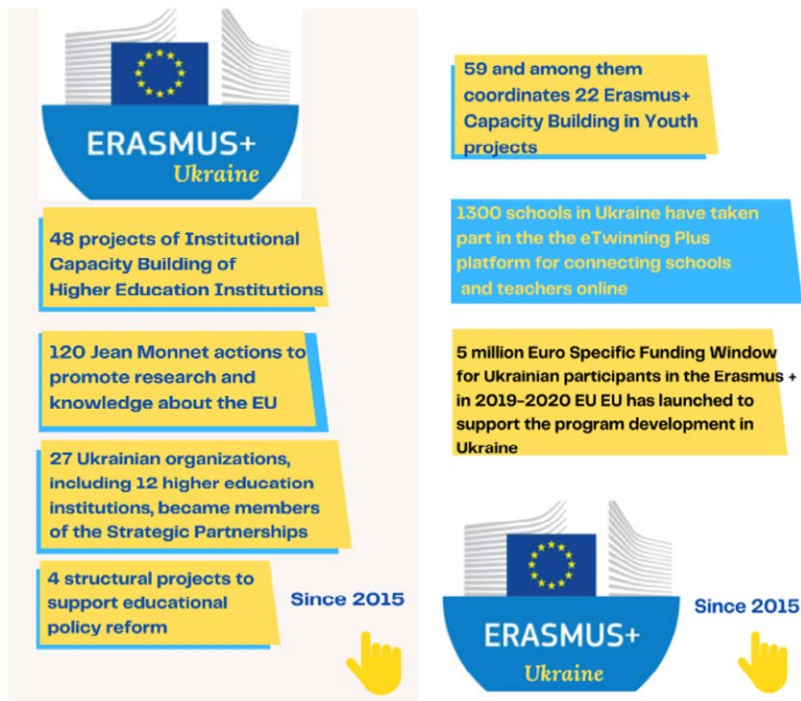 ERASMUS+
Ukraine
48 projects of Institutional
Capacity Building of
Higher Education Institutions
120 Jean Monnet actions to
promote research and
knowledge about the EU
27 Ukrainian organizations,
including 12 higher education
institutions, became members
of the Strategic Partnerships
4 structural projects to
support educational
policy reform
Since 2015
59 and among them
coordinates 22 Erasmus+
Capacity Building in Youth
projects
1300 schools in Ukraine have taken
part in the the eTwinning Plus
platform for connecting schools
and teachers online
5 million Euro Specific Funding Window
for Ukrainian participants in the Erasmus +
in 2019-2020 EU EU has launched to
support the program development in
Ukraine
ERASMUS+
Ukraine
Since 2015